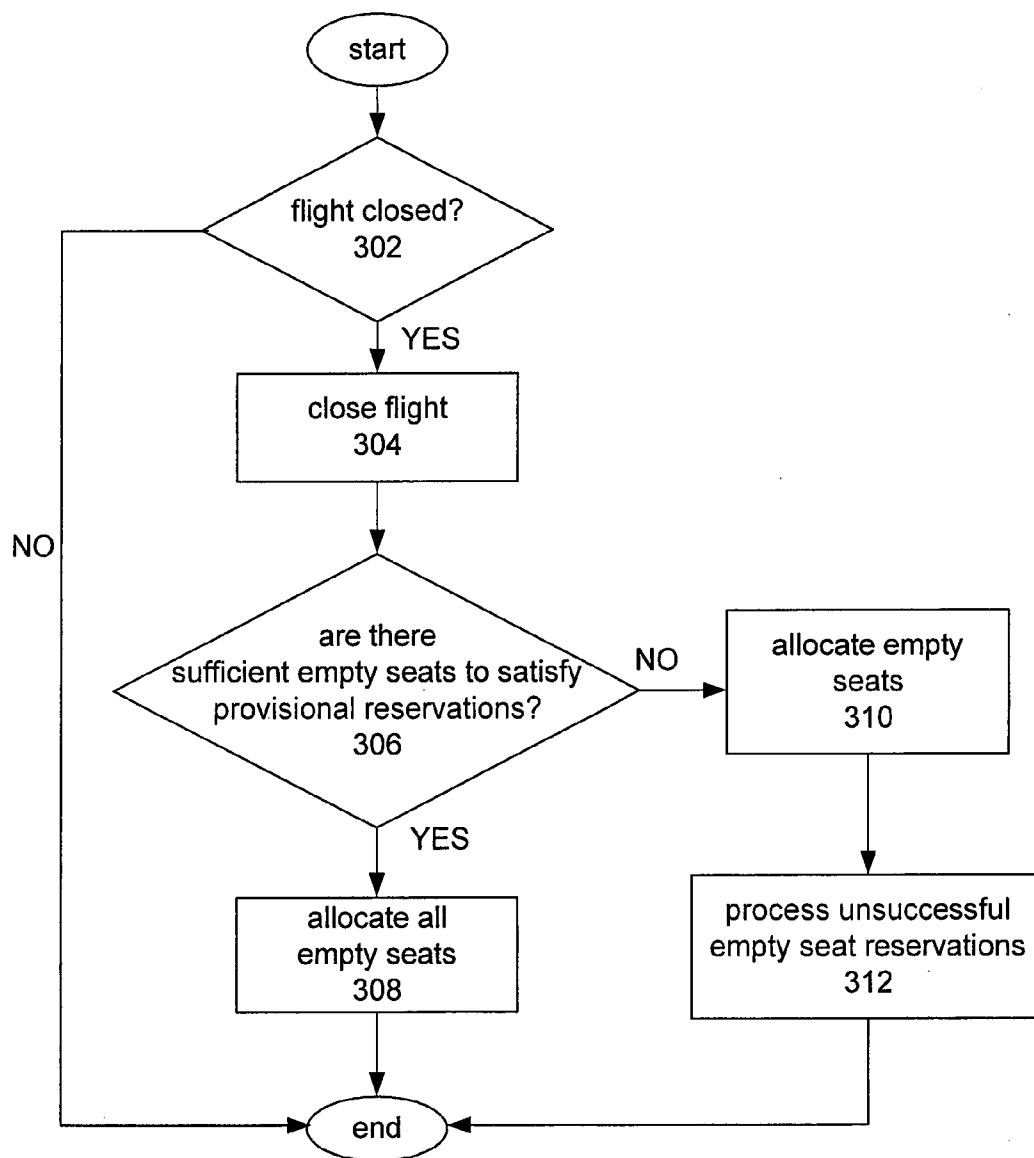 start
flight closed?
302
YES
close flight
304
NO
are there
sufficient empty seats to satisfy
provisional reservations?
306
NO
allocate empty
seats
310
YES
allocate all
empty seats
308
process unsuccessful
empty seat reservations
312
end